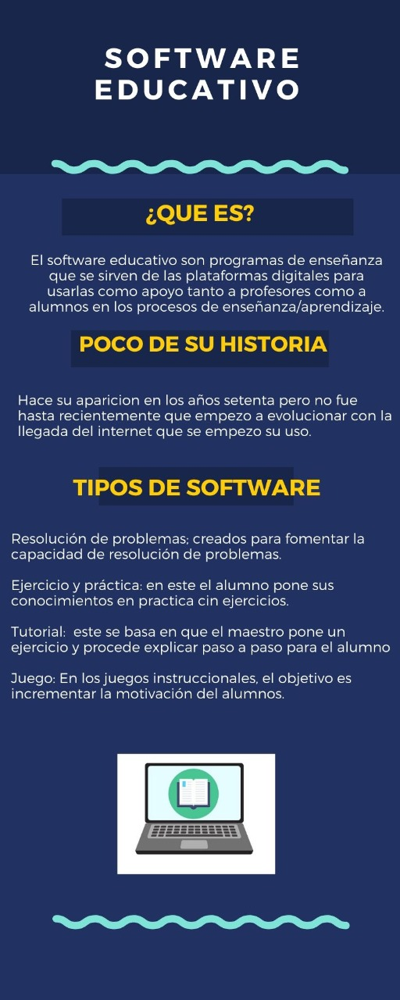 SOFTWARE
EDUCATIVO
¿QUE ES?
El software educativo son programas de enseñanza
que se sirven de las plataformas digitales para
usarlas como apoyo tanto a profesores como a
alumnos en los procesos de enseñanza/aprendizaje.
POCO DE SU HISTORIA
Hace su aparicion en los años setenta pero no fue
hasta recientemente que empezo a evolucionar con la
llegada del internet que se empezo su uso.
TIPOS DE SOFTWARE
Resolución de problemas; creados para fomentar la
capacidad de resolución de problemas.
Ejercicio y práctica: en este el alumno pone sus
conocimientos en practica cin ejercicios.
Tutorial:  este se basa en que el maestro pone un
ejercicio y procede explicar paso a paso para el alumno
Juego: En los juegos instruccionales, el objetivo es
incrementar la motivación del alumnos.